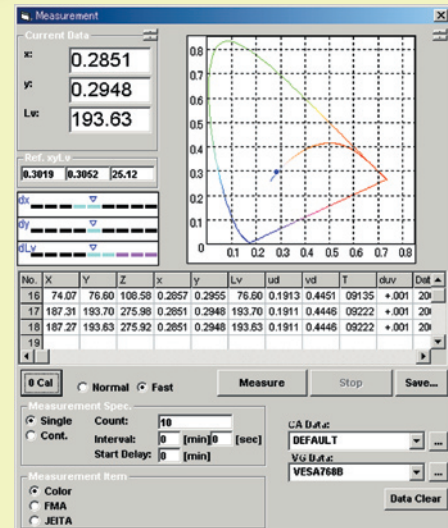 Measurement
Current Data
x: 0.2851
y: 0.2948
Lv: 193.63
Ref. xyLv
0.3019 0.3052 25.12
dx
dy
dLv
0.8
0.7
0.6
0.5
0.4
0.3
0.2
0.1
0
0.1 0.2 0.3 0.4 0.5 0.6 0.7 0.8
No. X Y Z x y Lv ud vd T duv Dat
16 74.07 76.60 108.58 0.2857 0.2955 76.60 0.1913 0.4451 09135 +.001 20
17 187.31 193.70 275.98 0.2851 0.2948 193.70 0.1911 0.4446 09222 +.001 20
18 187.27 193.63 275.92 0.2851 0.2948 193.63 0.1911 0.4446 09222 +.001 20
19
0 Cal Normal Fast Measure Stop Save...
Measurement Spec.
Single Count: 10
Cont. Interval: 0 [min] 0 [sec]
Start Delay: 0 [min]
CA Data:
DEFAULT ...
VG Data:
VESA768B ...
Measurement Item
Color
FMA
JEITA
Data Clear